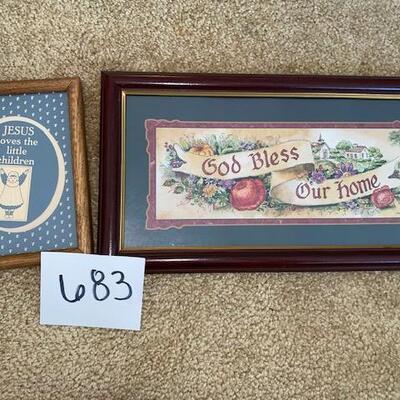 JESUS
loves the
little
children
God Bless
Our home
683